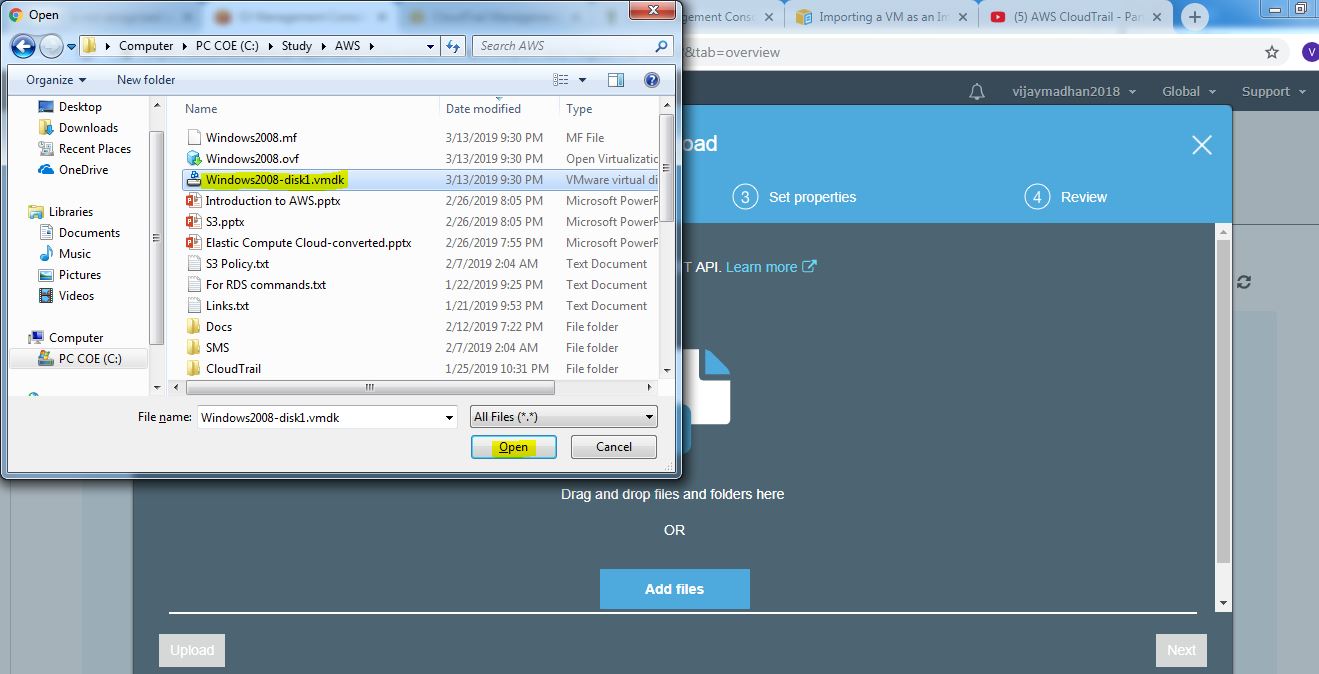 Open
gement Consc
Importing a VM as an Im
(5) AWS CloudTrail - Par
Computer
PC COE (C:)
Study
AWS
Search AWS
&tab=overview
V
Organize
New folder
vijaymadhan2018
Global
Support
Name
Date modified
Type
Desktop
Downloads
Recent Places
OneDrive
Libraries
Documents
Music
Pictures
Videos
Computer
PC COE (C:)
Windows2008.mf 3/13/2019 9:30 PM MF File
Windows2008.ovf 3/13/2019 9:30 PM Open Virtualizatic
Windows2008-disk1.vmdk 3/13/2019 9:30 PM VMware virtual di
Introduction to AWS.pptx 2/26/2019 8:05 PM Microsoft PowerP
S3.pptx 2/26/2019 8:05 PM Microsoft PowerP
Elastic Compute Cloud-converted.pptx 2/26/2019 7:55 PM Microsoft PowerP
S3 Policy.txt 2/7/2019 2:04 AM Text Document
For RDS commands.txt 1/22/2019 9:25 PM Text Document
Links.txt 1/21/2019 9:53 PM Text Document
Docs 2/12/2019 7:22 PM File folder
SMS 2/7/2019 2:04 AM File folder
CloudTrail 1/25/2019 10:31 PM File folder
File name: Windows2008-disk1.vmdk
All Files (*.*)
Open
Cancel
oad
3 Set properties
4 Review
T API. Learn more
Drag and drop files and folders here
OR
Add files
Upload
Next